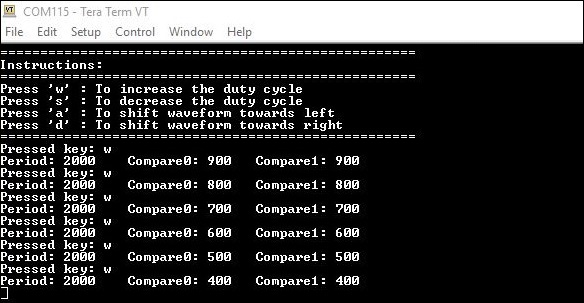 COM115 - Tera Term VT
File Edit Setup Control Window Help
==================================================
Instructions:
==================================================
Press 'w' : To increase the duty cycle
Press 's' : To decrease the duty cycle
Press 'a' : To shift waveform towards left
Press 'd' : To shift waveform towards right
==================================================
Pressed key: w
Period: 2000    Compare0: 900   Compare1: 900
Pressed key: w
Period: 2000    Compare0: 800   Compare1: 800
Pressed key: w
Period: 2000    Compare0: 700   Compare1: 700
Pressed key: w
Period: 2000    Compare0: 600   Compare1: 600
Pressed key: w
Period: 2000    Compare0: 500   Compare1: 500
Pressed key: w
Period: 2000    Compare0: 400   Compare1: 400